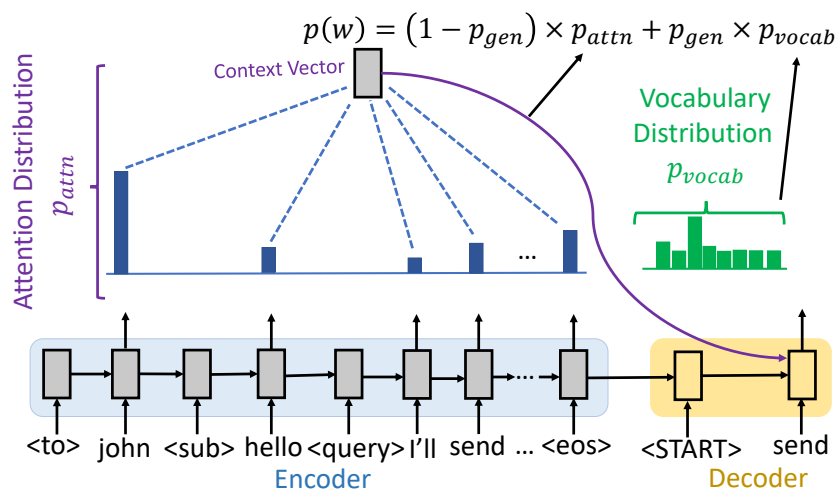 p(w) = (1 − p_gen) × p_attn + p_gen × p_vocab
Context Vector
Attention Distribution
p_attn
Vocabulary
Distribution
p_vocab
...
...
<to> john <sub> hello <query> I'll send ... <eos> <START> send
Encoder
Decoder